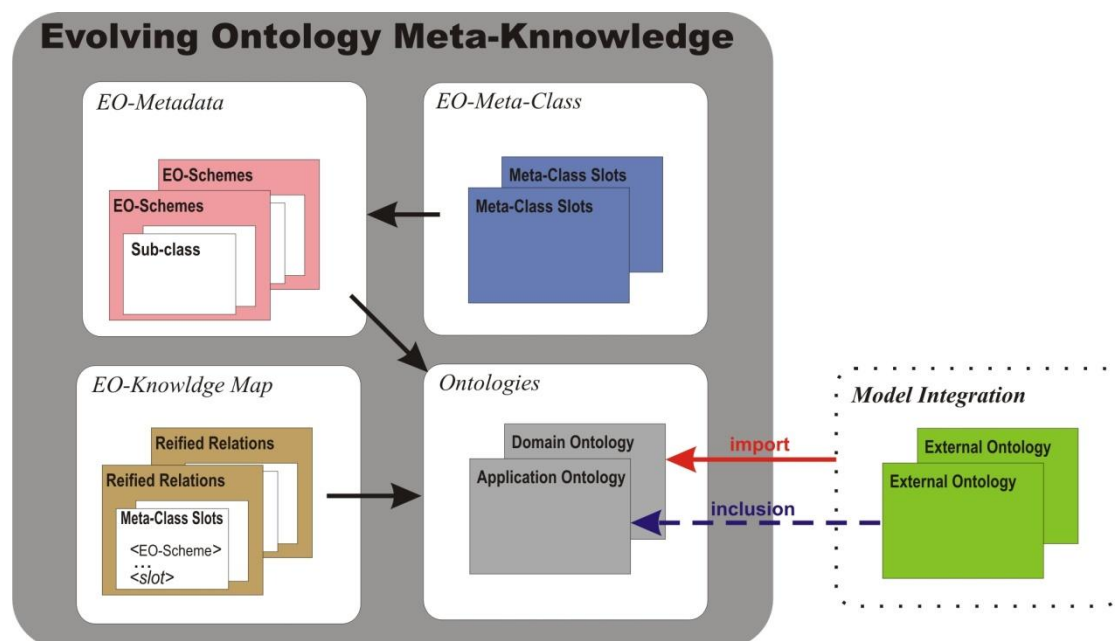 Evolving Ontology Meta-Knnowledge
EO-Metadata
EO-Schemes
EO-Schemes
Sub-class
EO-Meta-Class
Meta-Class Slots
Meta-Class Slots
EO-Knowldge Map
Reified Relations
Reified Relations
Meta-Class Slots
<EO-Scheme>
...
<slot>
Ontologies
Domain Ontology
Application Ontology
import
inclusion
Model Integration
External Ontology
External Ontology